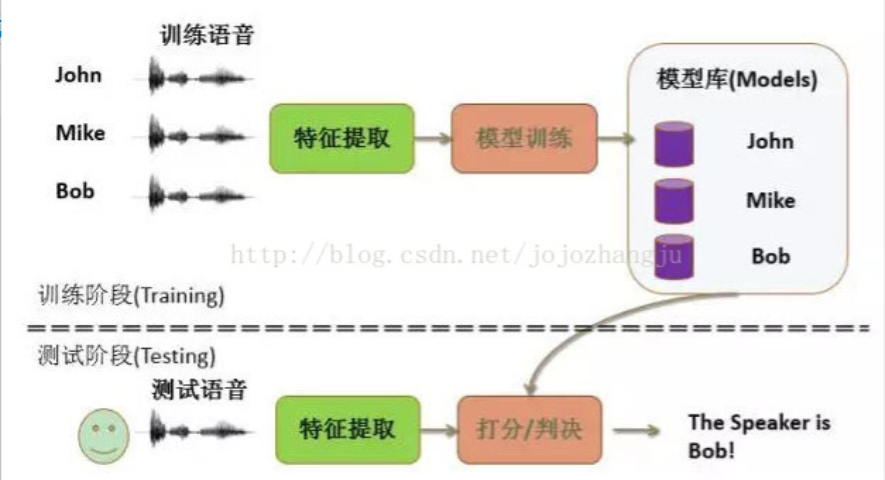 训练语音
John
Mike
Bob
特征提取
模型训练
模型库(Models)
John
Mike
Bob
http://blog.csdn.net/jojozhangju
训练阶段(Training)
测试阶段(Testing)
测试语音
特征提取
打分/判决
The Speaker is
Bob!